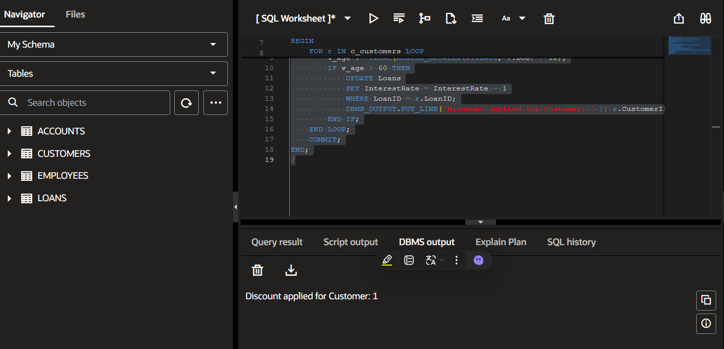 Navigator
Files
[ SQL Worksheet ]*
Aa
My Schema
Tables
Search objects
ACCOUNTS
CUSTOMERS
EMPLOYEES
LOANS
7 BEGIN
8 FOR r IN c_customers LOOP
9
10 IF v_age > 60 THEN
11 UPDATE Loans
12 SET InterestRate = InterestRate - 1
13 WHERE LoanID = r.LoanID;
14 DBMS_OUTPUT.PUT_LINE('Discount applied for Customer: ' || r.CustomerI
15 END IF;
16 END LOOP;
17 COMMIT;
18 END;
19 /
Query result
Script output
DBMS output
Explain Plan
SQL history
Discount applied for Customer: 1